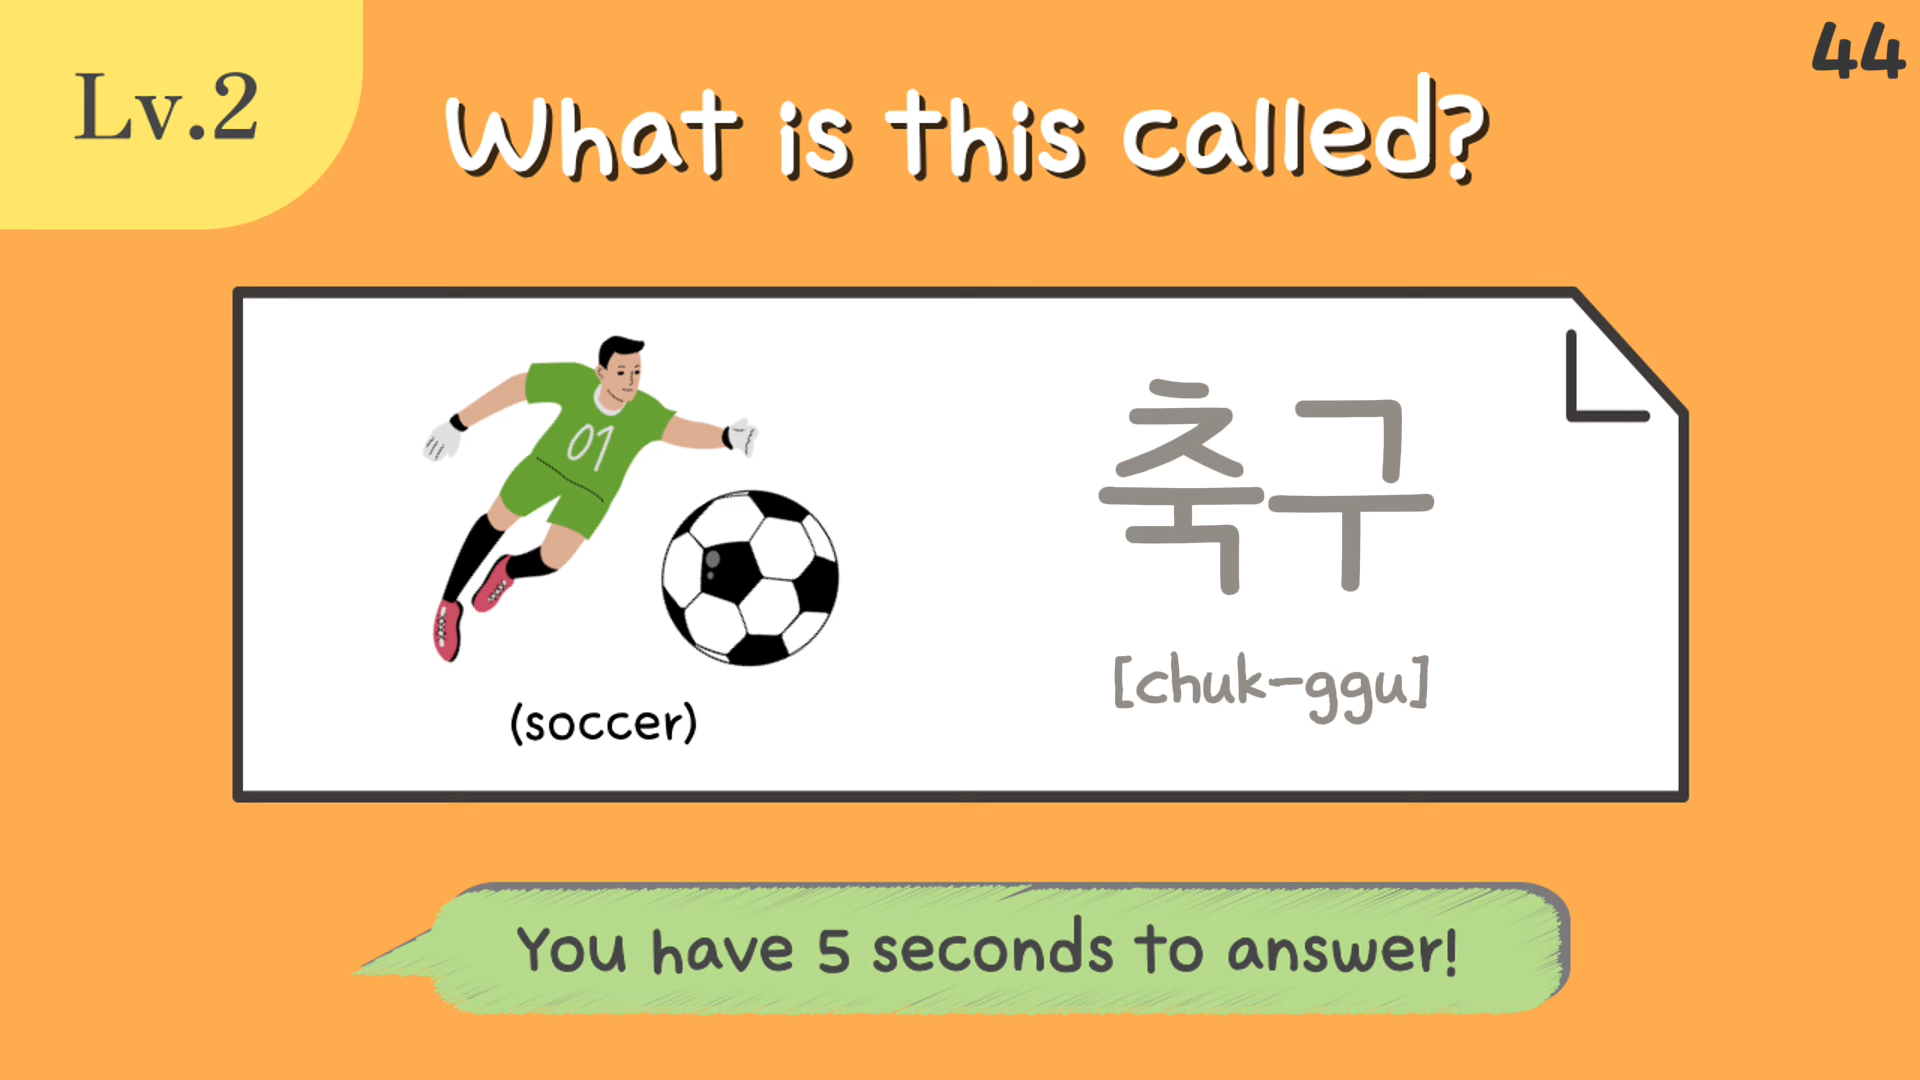 Lv.2
44
What is this called?
01
축구
[chuk-ggu]
(soccer)
You have 5 seconds to answer!